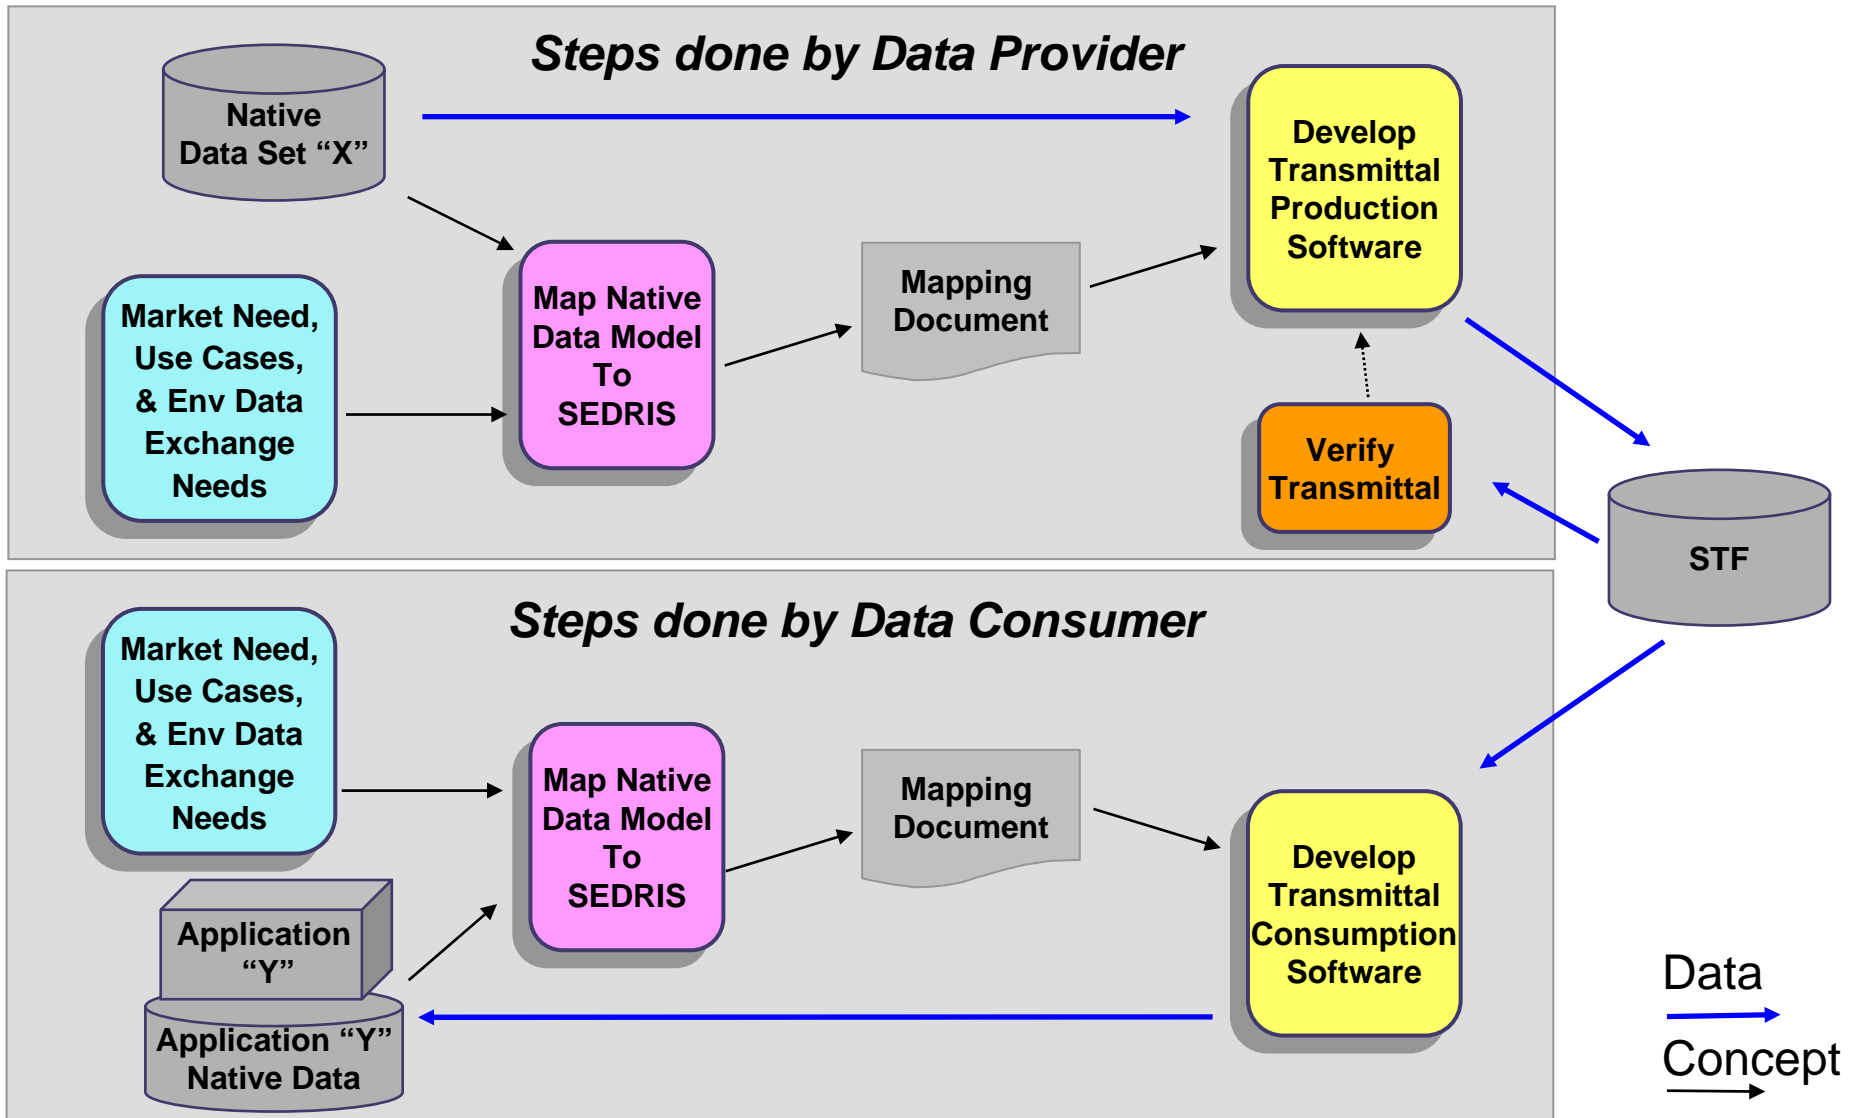 Steps done by Data Provider
Native
Data Set “X”
Market Need,
Use Cases,
& Env Data
Exchange
Needs
Map Native
Data Model
To
SEDRIS
Mapping
Document
Develop
Transmittal
Production
Software
Verify
Transmittal
STF
Steps done by Data Consumer
Market Need,
Use Cases,
& Env Data
Exchange
Needs
Application
“Y”
Application “Y”
Native Data
Map Native
Data Model
To
SEDRIS
Mapping
Document
Develop
Transmittal
Consumption
Software
Data
Concept